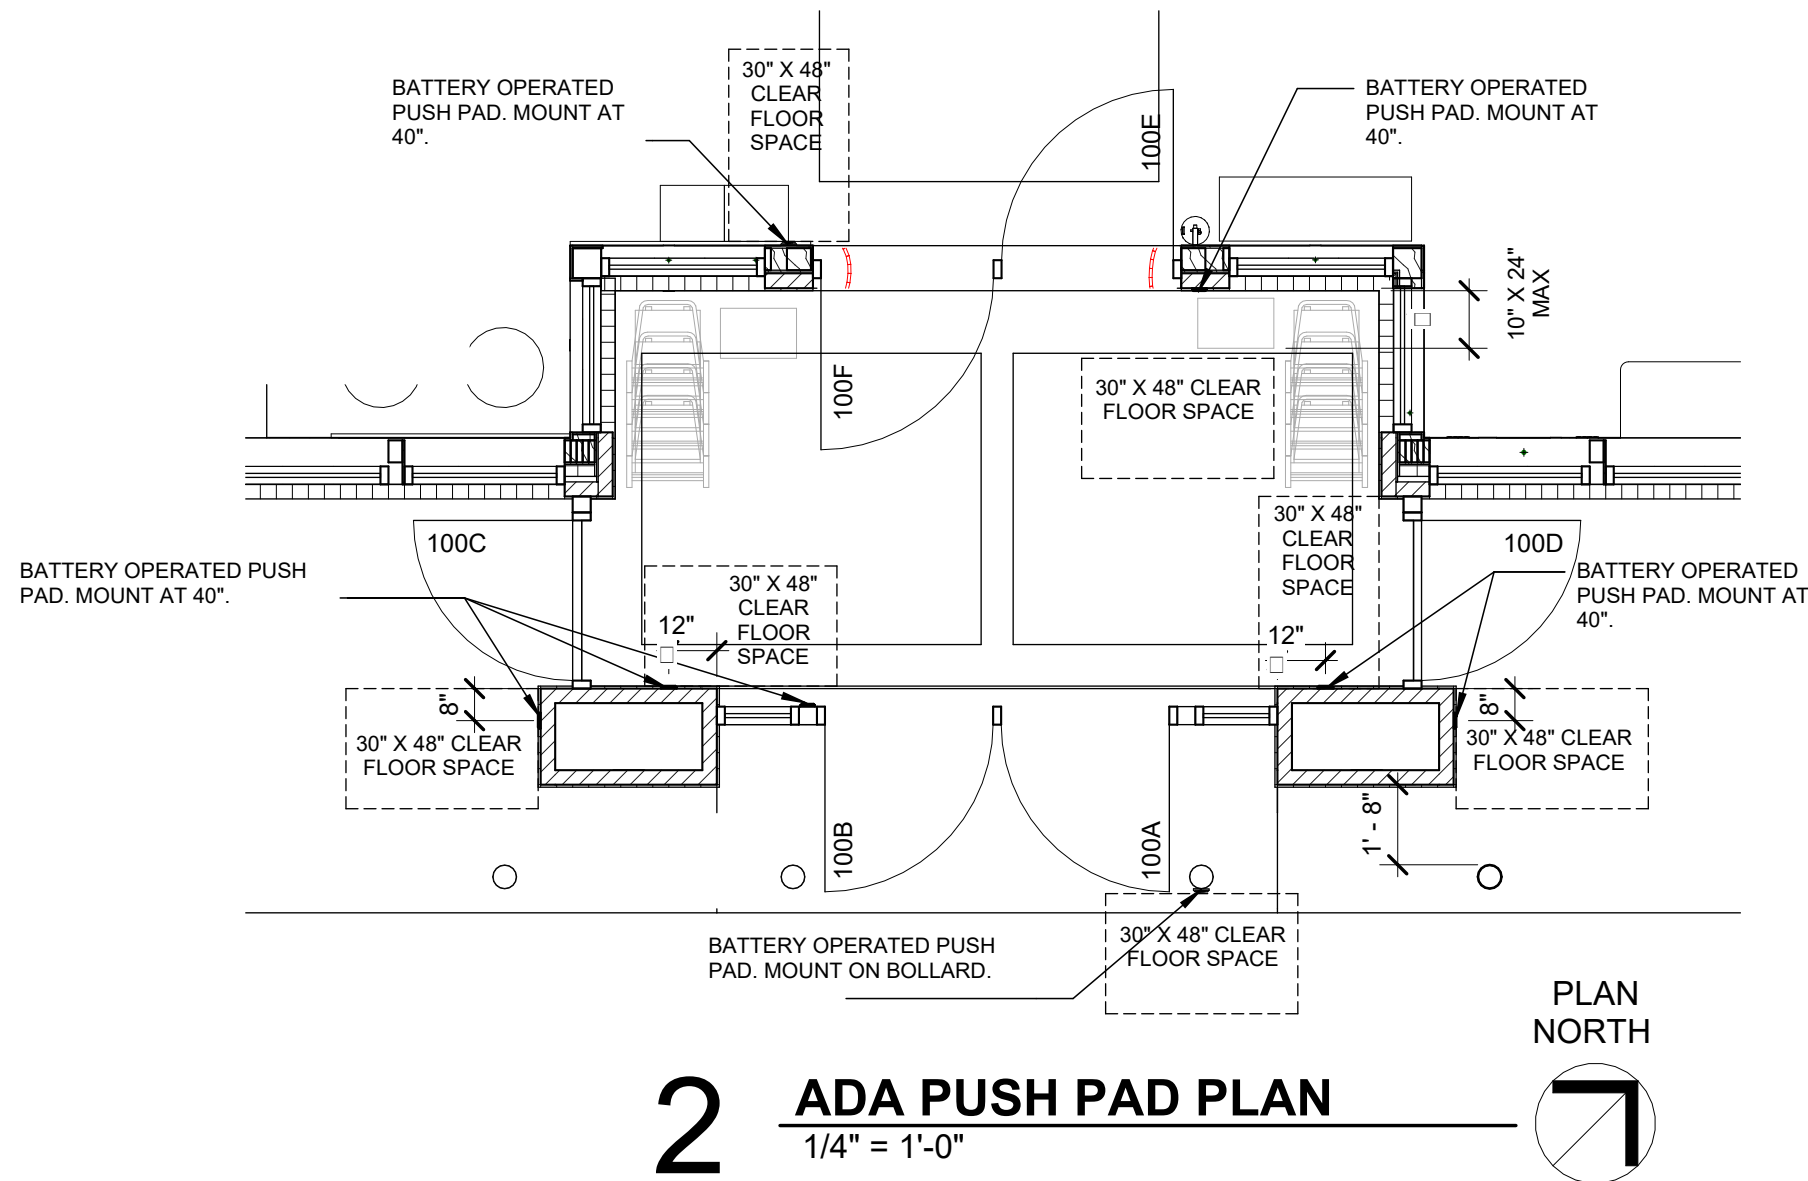 BATTERY OPERATED
PUSH PAD. MOUNT AT
40".
30" X 48"
CLEAR
FLOOR
SPACE
BATTERY OPERATED
PUSH PAD. MOUNT AT
40".
100E
10" X 24"
MAX
100F
30" X 48" CLEAR
FLOOR SPACE
100C
BATTERY OPERATED PUSH
PAD. MOUNT AT 40".
30" X 48"
CLEAR
FLOOR
SPACE
12"
30" X 48"
CLEAR
FLOOR
SPACE
12"
100D
BATTERY OPERATED
PUSH PAD. MOUNT AT
40".
8"
30" X 48" CLEAR
FLOOR SPACE
8"
30" X 48" CLEAR
FLOOR SPACE
1' - 8"
100B
100A
BATTERY OPERATED PUSH
PAD. MOUNT ON BOLLARD.
30" X 48" CLEAR
FLOOR SPACE
PLAN
NORTH
2
ADA PUSH PAD PLAN
1/4" = 1'-0"